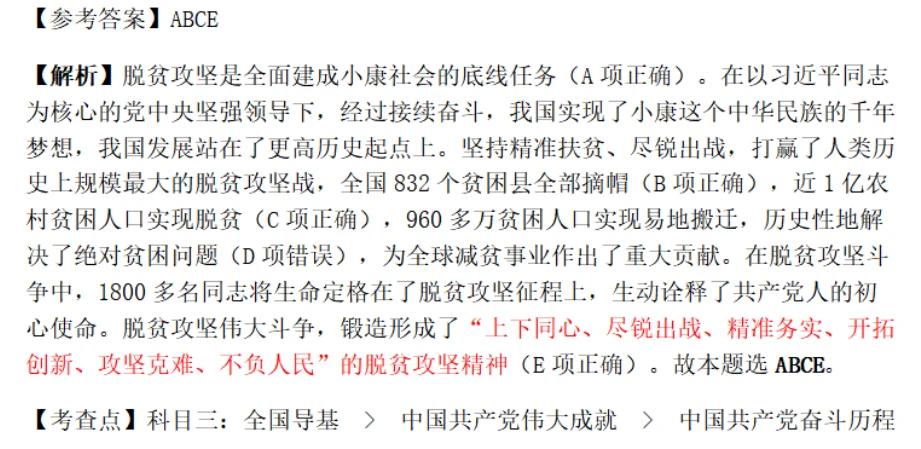 【参考答案】ABCE
【解析】脱贫攻坚是全面建成小康社会的底线任务（A 项正确）。在以习近平同志
为核心的党中央坚强领导下，经过接续奋斗，我国实现了小康这个中华民族的千年
梦想，我国发展站在了更高历史起点上。坚持精准扶贫、尽锐出战，打赢了人类历
史上规模最大的脱贫攻坚战，全国 832 个贫困县全部摘帽（B 项正确），近 1 亿农
村贫困人口实现脱贫（C 项正确），960 多万贫困人口实现易地搬迁，历史性地解
决了绝对贫困问题（D 项错误），为全球减贫事业作出了重大贡献。在脱贫攻坚斗
争中，1800 多名同志将生命定格在了脱贫攻坚征程上，生动诠释了共产党人的初
心使命。脱贫攻坚伟大斗争，锻造形成了“上下同心、尽锐出战、精准务实、开拓
创新、攻坚克难、不负人民”的脱贫攻坚精神（E 项正确）。故本题选 ABCE。
【考查点】科目三：全国导基 > 中国共产党伟大成就 > 中国共产党奋斗历程